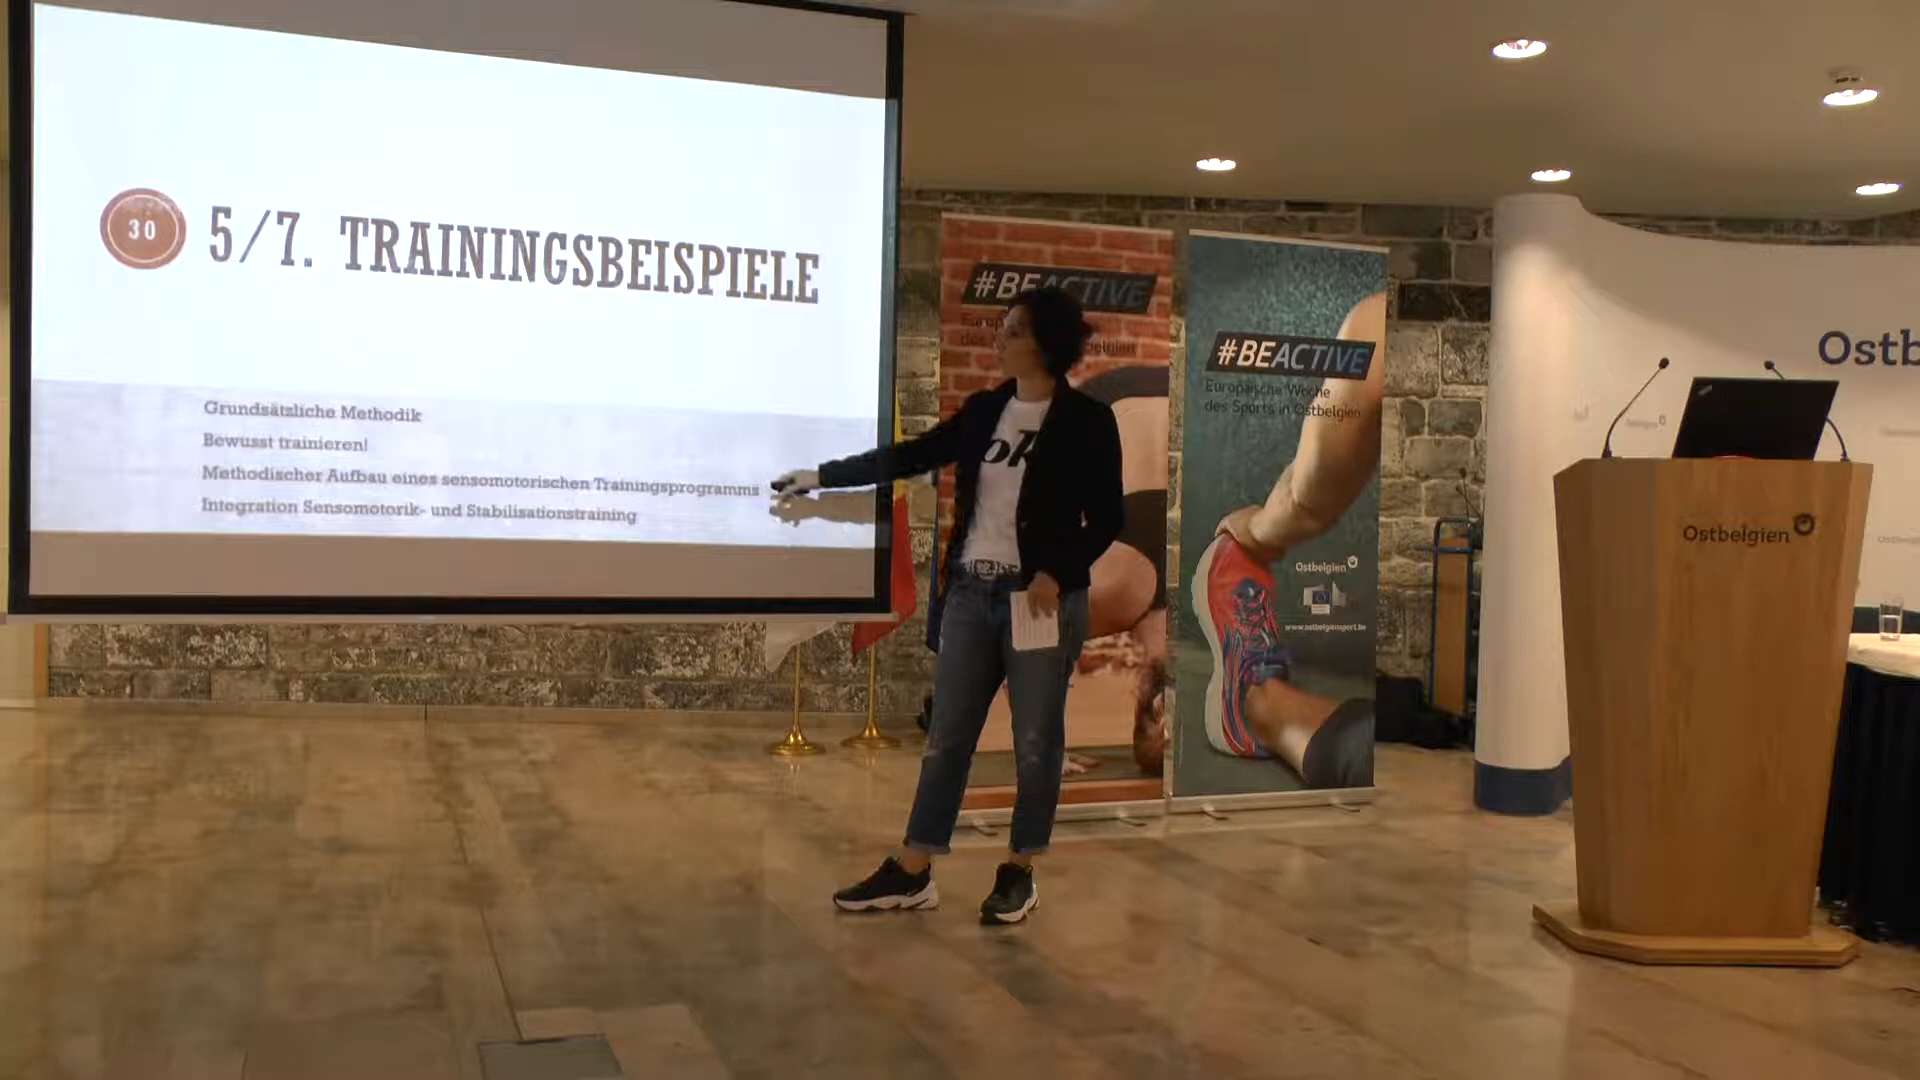 30
5/7. TRAININGSBEISPIELE
Grundsätzliche Methodik
Bewusst trainieren!
Methodischer Aufbau eines sensomotorischen Trainingsprogramms
Integration Sensomotorik- und Stabilisationstraining
#BEACTIVE
ok
#BEACTIVE
Europäische Woche
des Sports in Ostbelgien
Ostbelgien
www.ostbelgiensport.be
Ostb
Ostbelgien